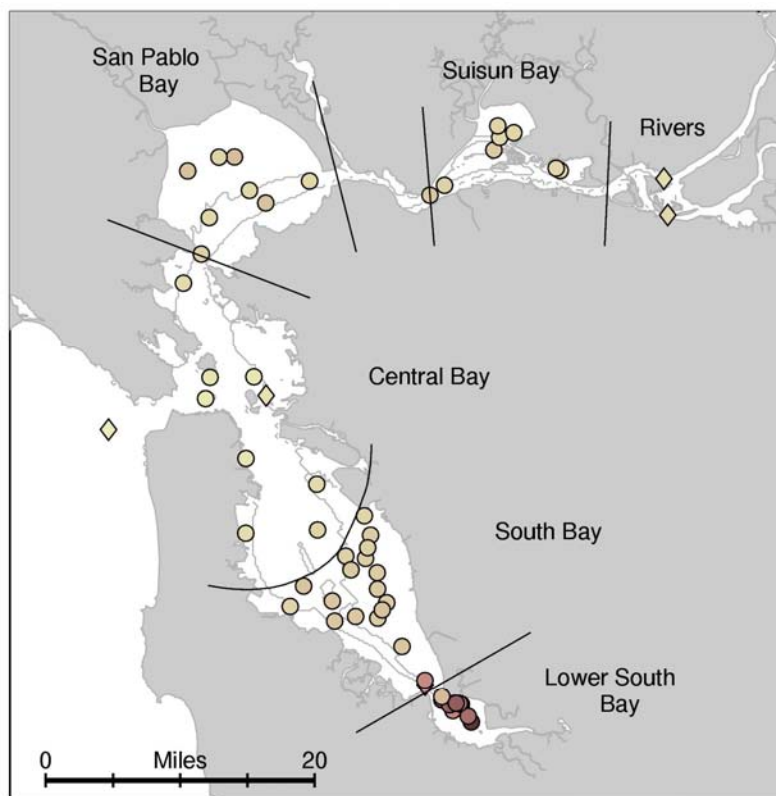 San Pablo
Bay
Suisun Bay
Rivers
Central Bay
South Bay
Lower South
Bay
0 Miles 20